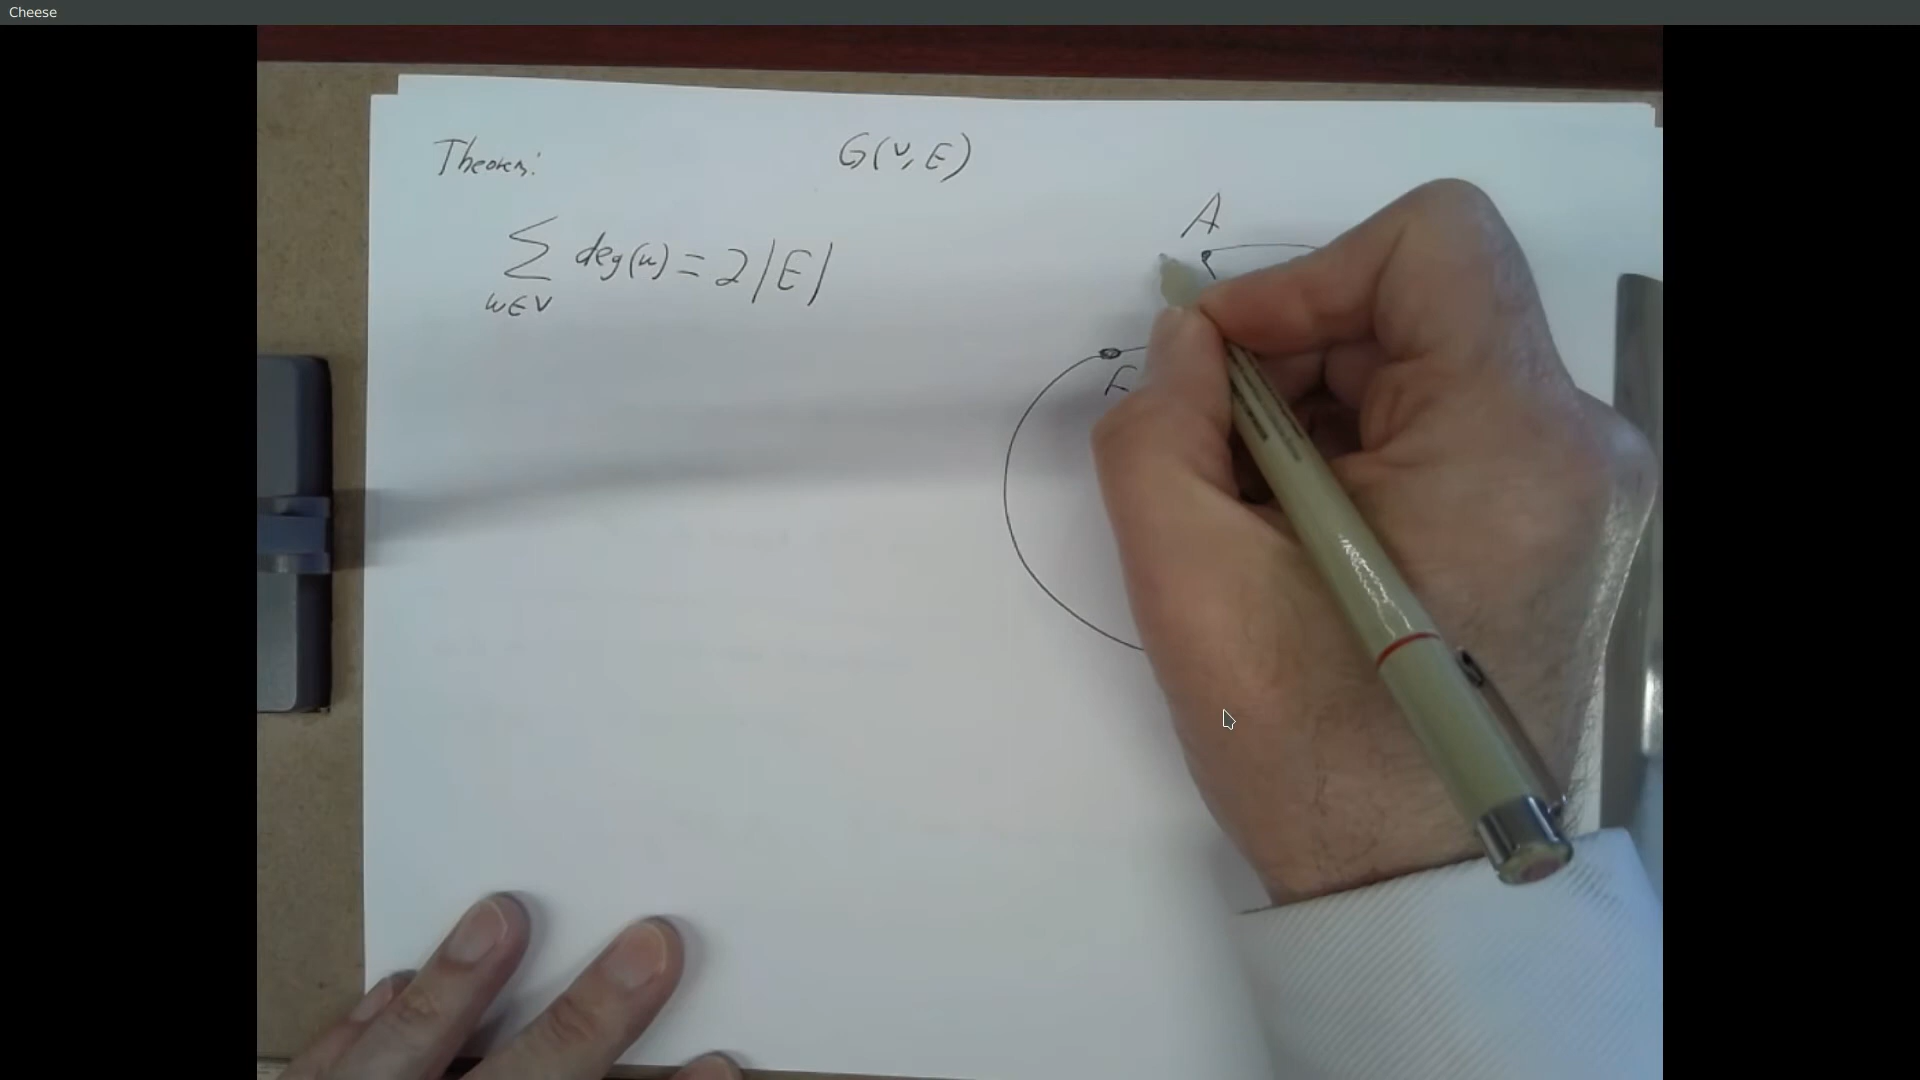 Cheese
Theorem:
G(V, E)
∑ deg(u) = 2|E|
u∈V
A